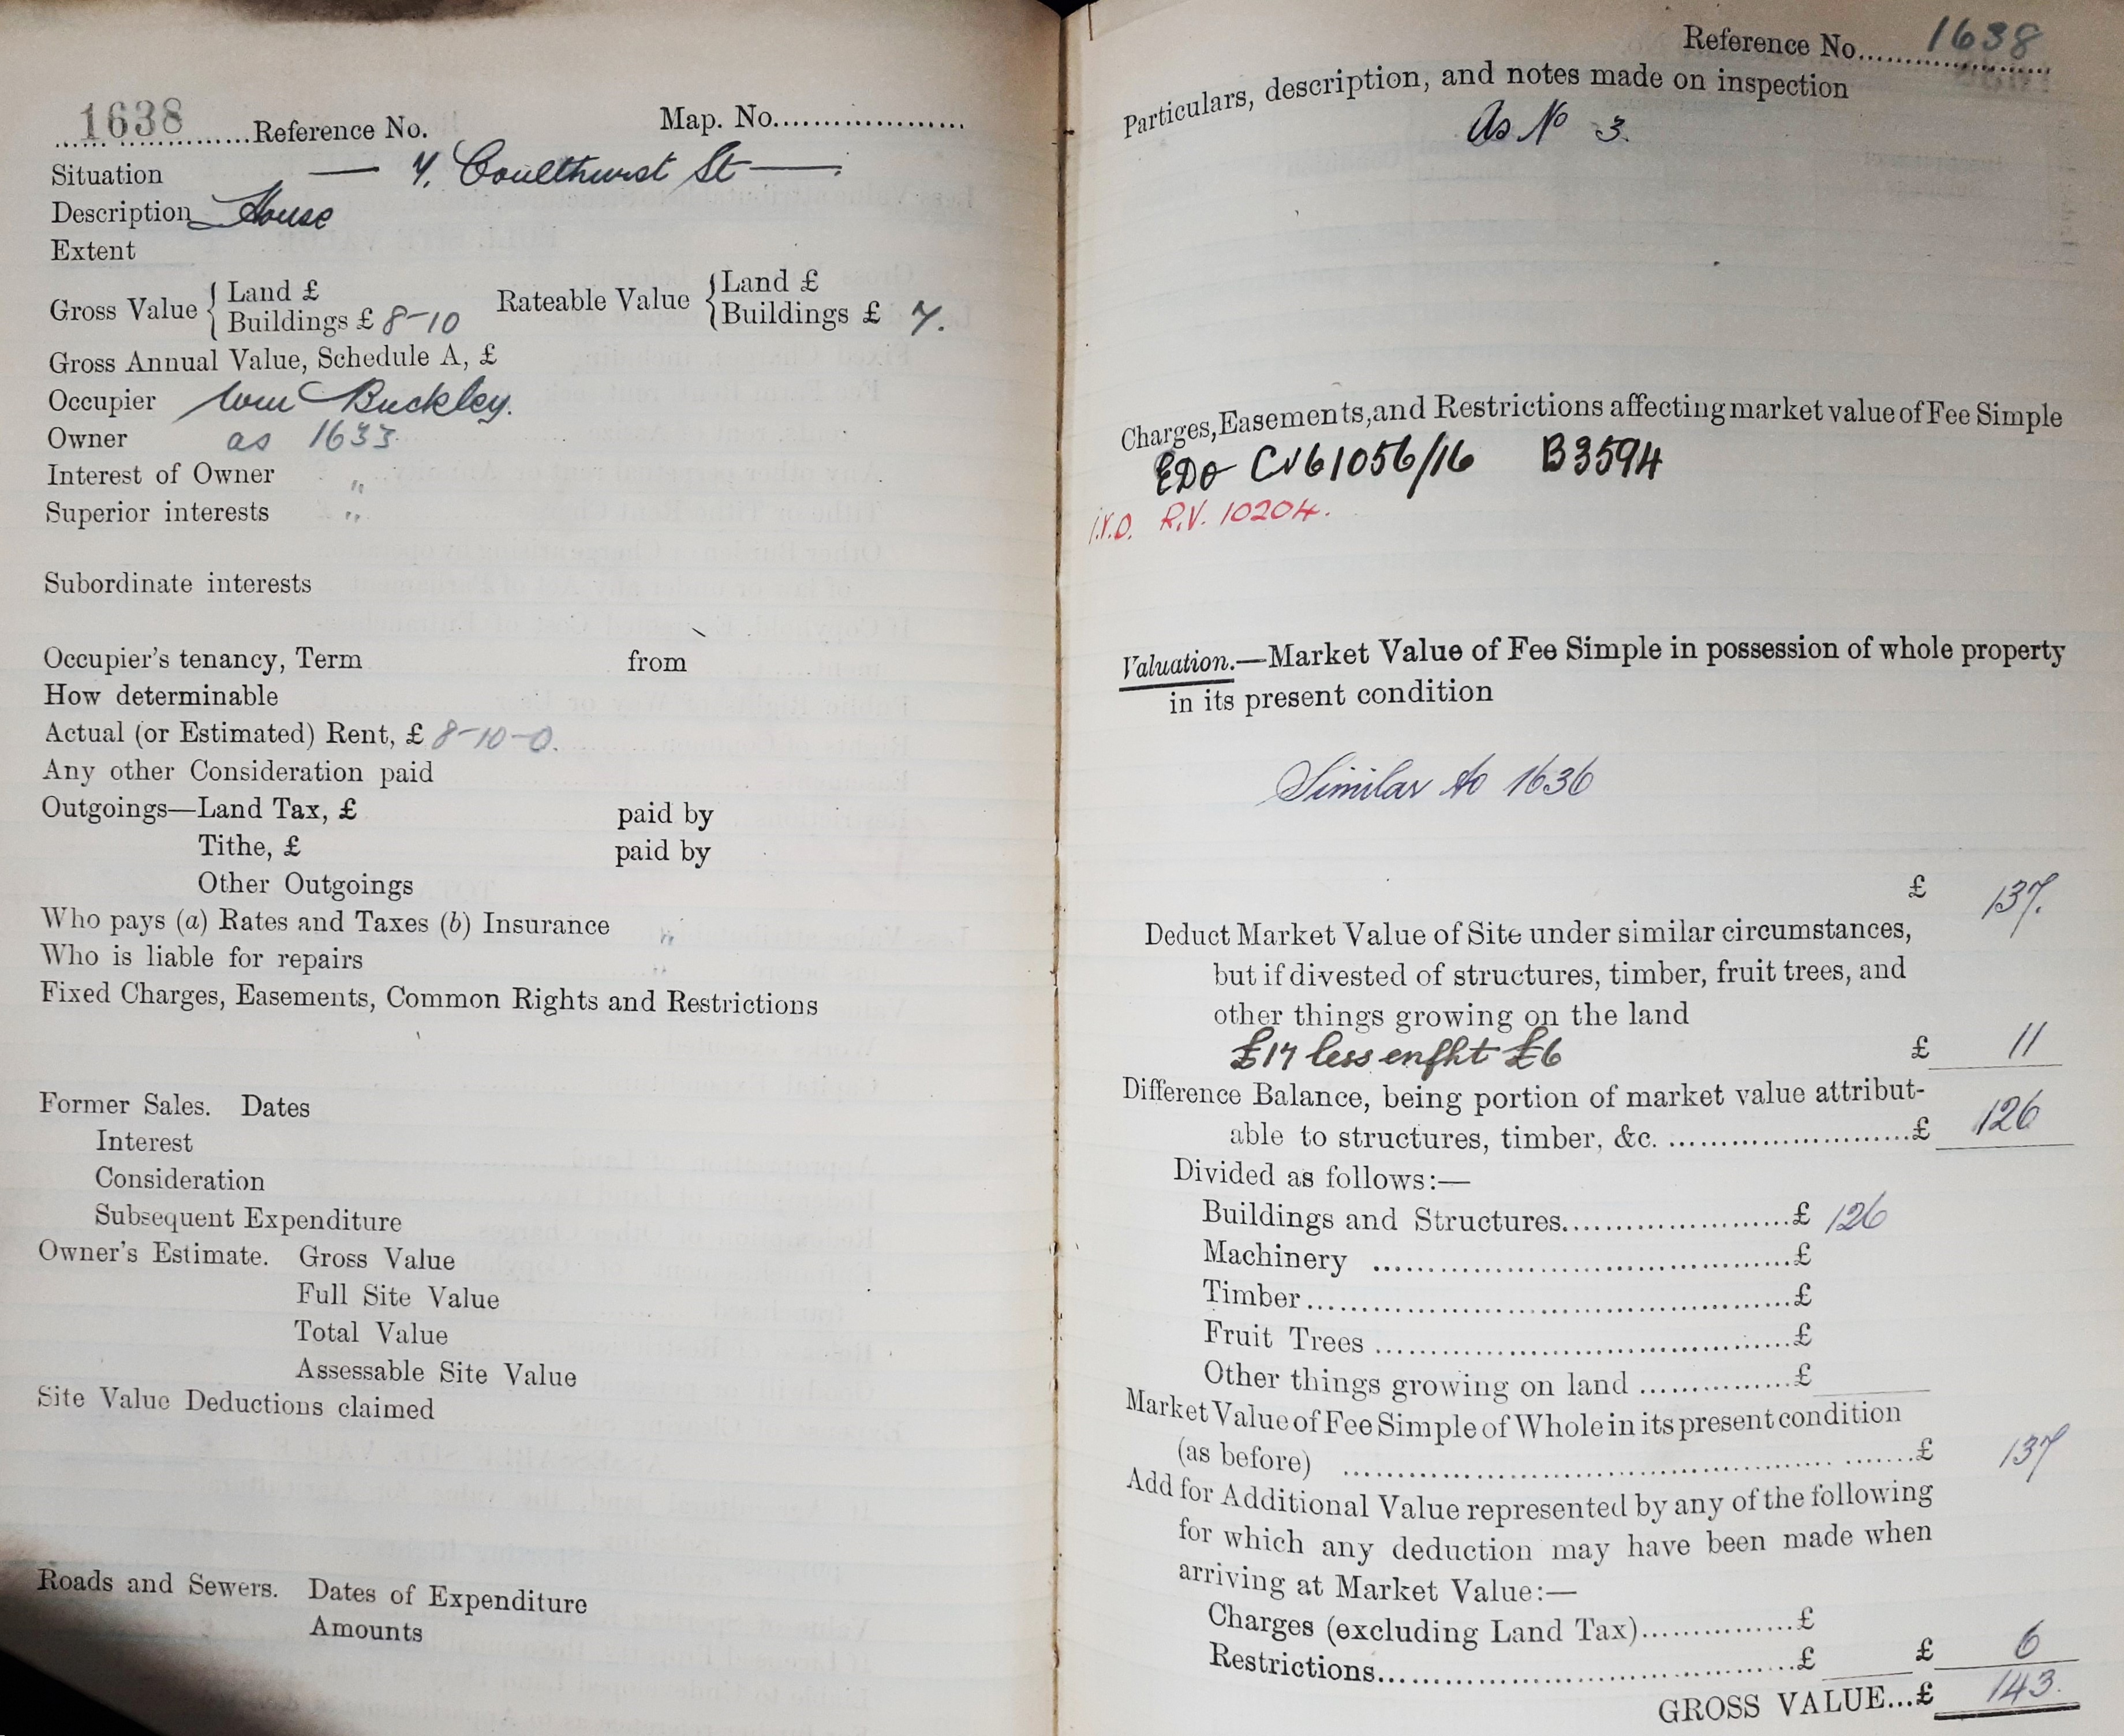 1638 Reference No. Map. No.
Situation — 7. Coulthurst St —.
Description House
Extent
Gross Value { Land £
Buildings £ 8-10
Rateable Value { Land £
Buildings £ 7.
Gross Annual Value, Schedule A, £
Occupier Wm Buckley.
Owner as 1633
Interest of Owner "
Superior interests "
Subordinate interests
Occupier's tenancy, Term from
How determinable
Actual (or Estimated) Rent, £ 8-10-0.
Any other Consideration paid
Outgoings—Land Tax, £ paid by
Tithe, £ paid by
Other Outgoings
Who pays (a) Rates and Taxes (b) Insurance "
Who is liable for repairs "
Fixed Charges, Easements, Common Rights and Restrictions
Former Sales. Dates
Interest
Consideration
Subsequent Expenditure
Owner's Estimate. Gross Value
Full Site Value
Total Value
Assessable Site Value
Site Value Deductions claimed
Roads and Sewers. Dates of Expenditure
Amounts
Reference No. 1638
Particulars, description, and notes made on inspection
As No 3.
Charges, Easements, and Restrictions affecting market value of Fee Simple
EDO CV61056/16 B3594
R.V. 10204.
Valuation.—Market Value of Fee Simple in possession of whole property
in its present condition
Similar to 1636
£ 137.
Deduct Market Value of Site under similar circumstances,
but if divested of structures, timber, fruit trees, and
other things growing on the land
£17 less enfht £6 £ 11
Difference Balance, being portion of market value attribut-
able to structures, timber, &c. £ 126
Divided as follows:—
Buildings and Structures £ 126
Machinery £
Timber £
Fruit Trees £
Other things growing on land £
Market Value of Fee Simple of Whole in its present condition
(as before) £ 137
Add for Additional Value represented by any of the following
for which any deduction may have been made when
arriving at Market Value:—
Charges (excluding Land Tax) £
Restrictions £ £ 6
GROSS VALUE...£ 143.